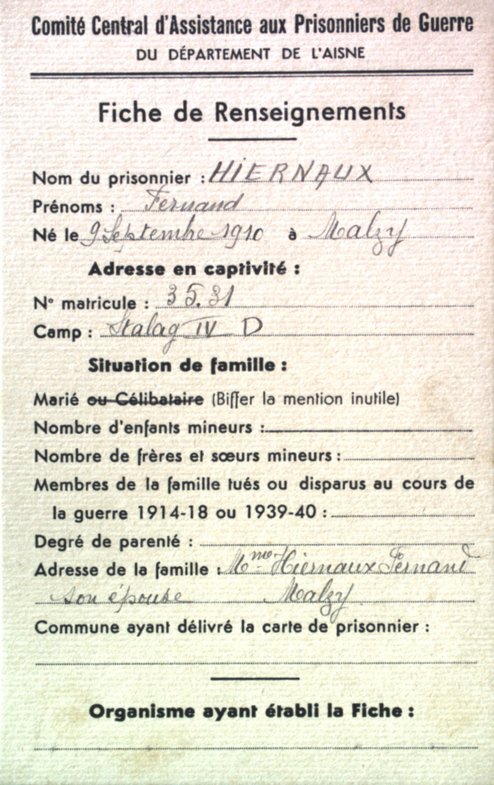 Comité Central d'Assistance aux Prisonniers de Guerre
DU DÉPARTEMENT DE L'AISNE
Fiche de Renseignements
Nom du prisonnier : HIERNAUX
Prénoms : Fernand
Né le 9 Septembre 1910 à Malzy
Adresse en captivité :
N° matricule : 35.31
Camp : Stalag IV D
Situation de famille :
Marié ou Célibataire (Biffer la mention inutile)
Nombre d'enfants mineurs :
Nombre de frères et sœurs mineurs :
Membres de la famille tués ou disparus au cours de
la guerre 1914-18 ou 1939-40 :
Degré de parenté :
Adresse de la famille : Mme Hiernaux Fernand
son épouse Malzy
Commune ayant délivré la carte de prisonnier :
Organisme ayant établi la Fiche :